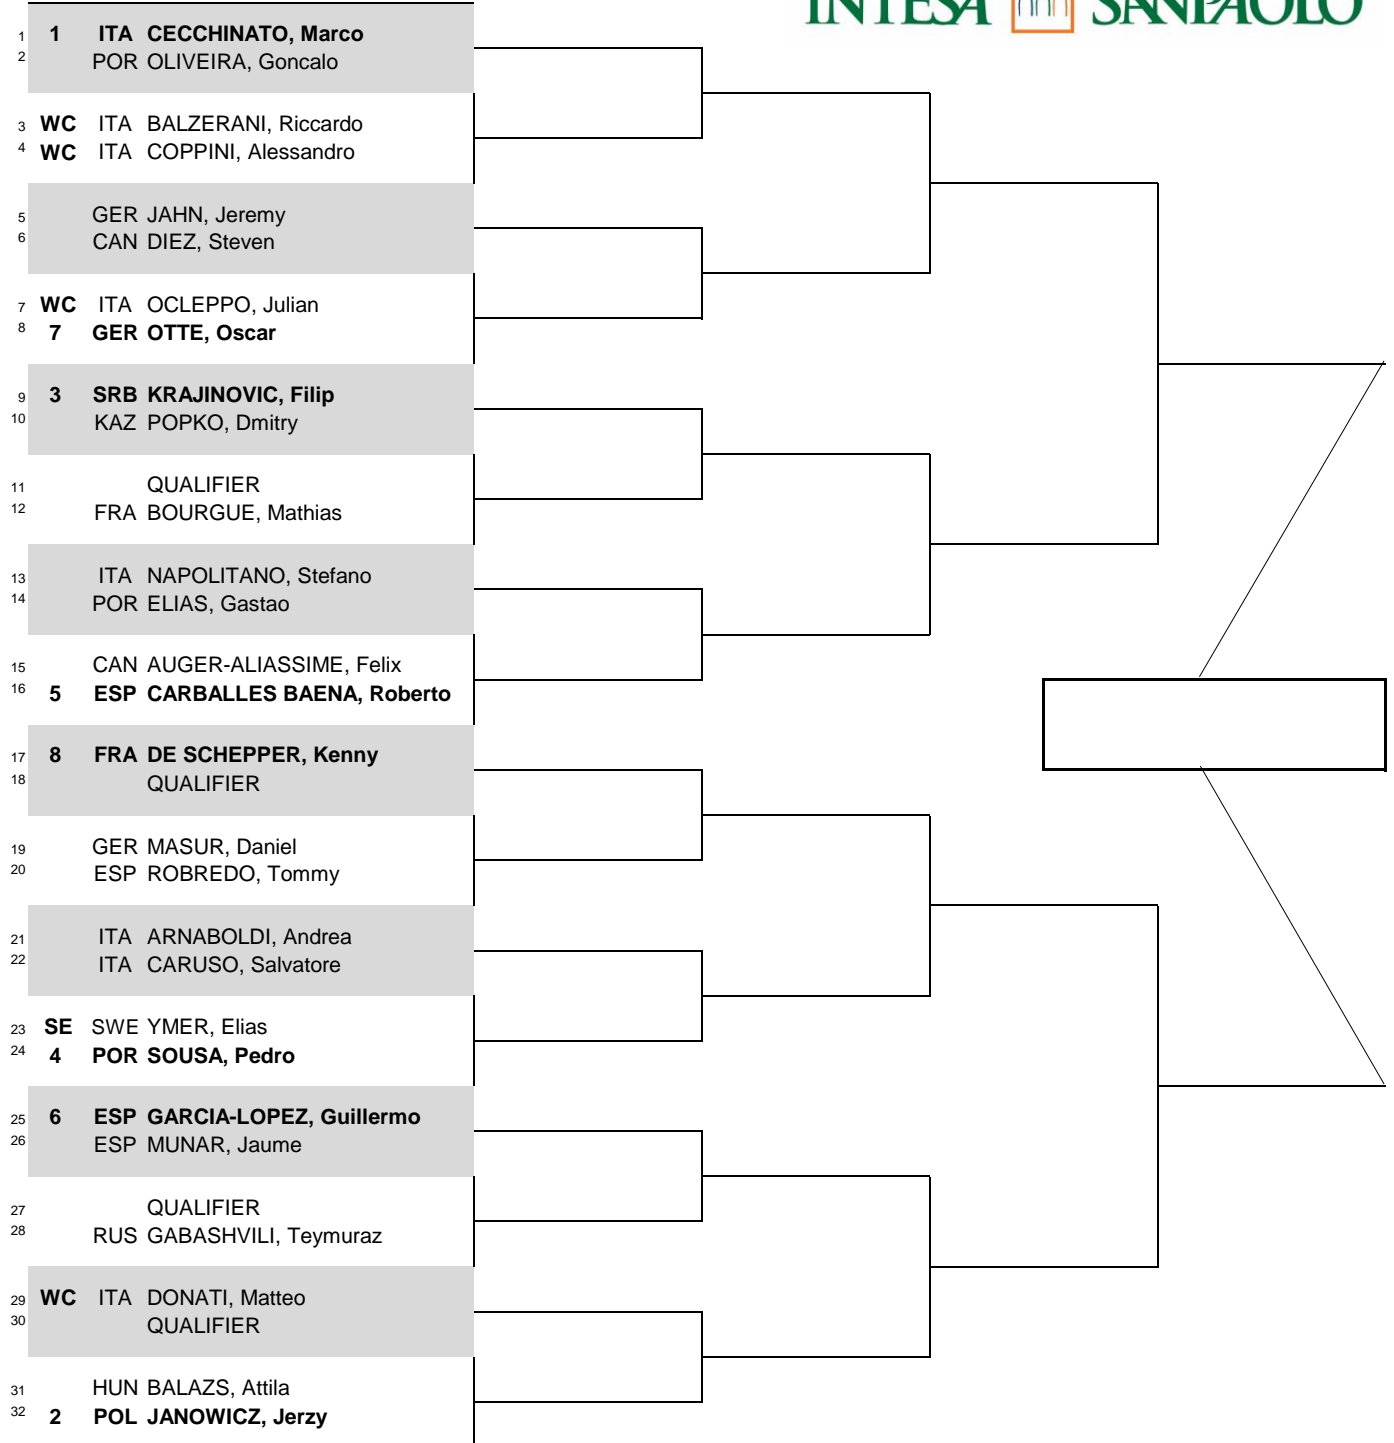 INTESA SANPAOLO
1 1 ITA CECCHINATO, Marco
2 POR OLIVEIRA, Goncalo
3 WC ITA BALZERANI, Riccardo
4 WC ITA COPPINI, Alessandro
5 GER JAHN, Jeremy
6 CAN DIEZ, Steven
7 WC ITA OCLEPPO, Julian
8 7 GER OTTE, Oscar
9 3 SRB KRAJINOVIC, Filip
10 KAZ POPKO, Dmitry
11 QUALIFIER
12 FRA BOURGUE, Mathias
13 ITA NAPOLITANO, Stefano
14 POR ELIAS, Gastao
15 CAN AUGER-ALIASSIME, Felix
16 5 ESP CARBALLES BAENA, Roberto
17 8 FRA DE SCHEPPER, Kenny
18 QUALIFIER
19 GER MASUR, Daniel
20 ESP ROBREDO, Tommy
21 ITA ARNABOLDI, Andrea
22 ITA CARUSO, Salvatore
23 SE SWE YMER, Elias
24 4 POR SOUSA, Pedro
25 6 ESP GARCIA-LOPEZ, Guillermo
26 ESP MUNAR, Jaume
27 QUALIFIER
28 RUS GABASHVILI, Teymuraz
29 WC ITA DONATI, Matteo
30 QUALIFIER
31 HUN BALAZS, Attila
32 2 POL JANOWICZ, Jerzy